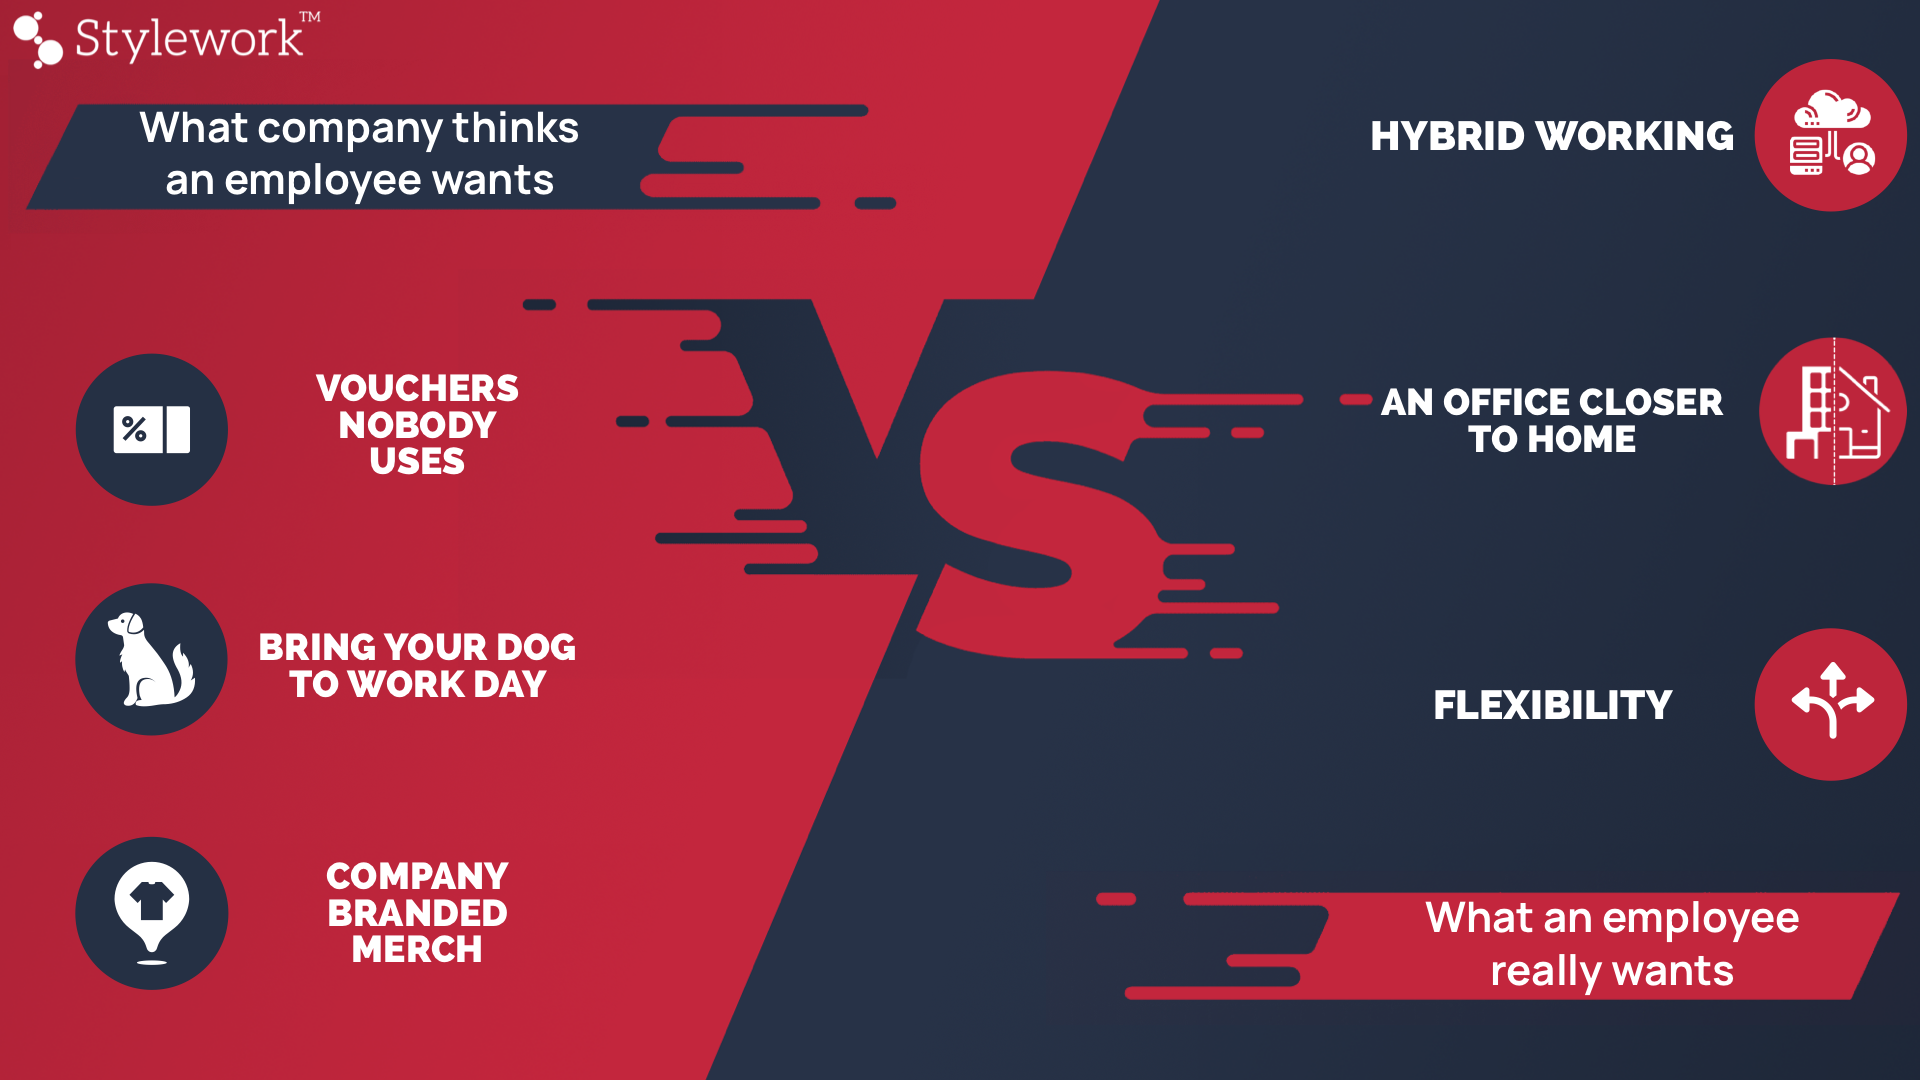 Stylework™
What company thinks
an employee wants
VOUCHERS
NOBODY
USES
BRING YOUR DOG
TO WORK DAY
COMPANY
BRANDED
MERCH
VS
HYBRID WORKING
AN OFFICE CLOSER
TO HOME
FLEXIBILITY
What an employee
really wants